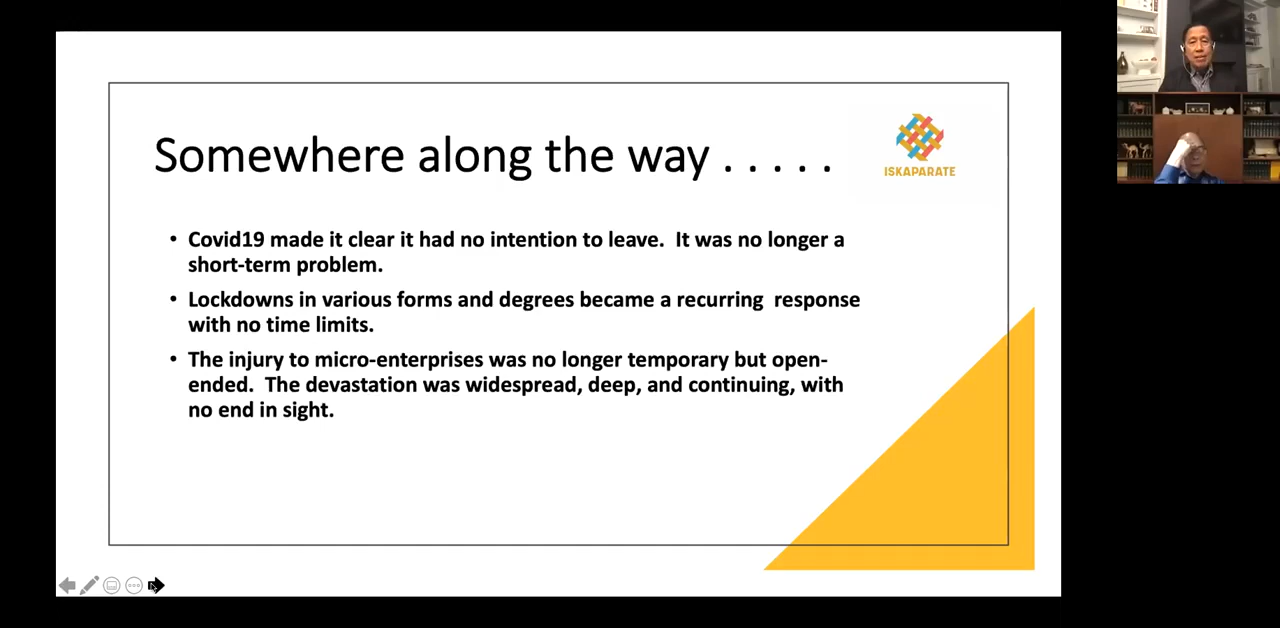 Somewhere along the way . . . . .
ISKAPARATE
• Covid19 made it clear it had no intention to leave.  It was no longer a
short-term problem.
• Lockdowns in various forms and degrees became a recurring  response
with no time limits.
• The injury to micro-enterprises was no longer temporary but open-
ended.  The devastation was widespread, deep, and continuing, with
no end in sight.